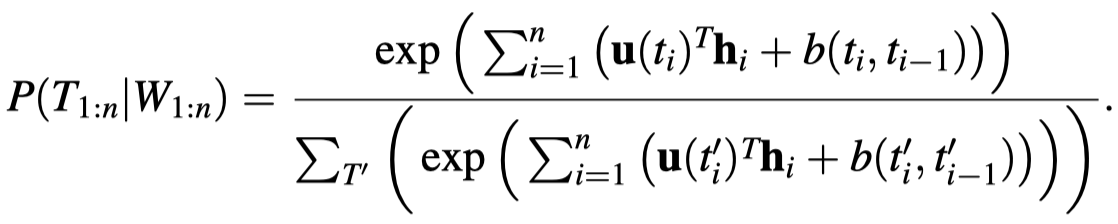 P(T_{1:n}|W_{1:n}) = \frac{\exp\left(\sum_{i=1}^{n}\left(\mathbf{u}(t_i)^T\mathbf{h}_i + b(t_i, t_{i-1})\right)\right)}{\sum_{T'}\left(\exp\left(\sum_{i=1}^{n}\left(\mathbf{u}(t'_i)^T\mathbf{h}_i + b(t'_i, t'_{i-1})\right)\right)\right)}.